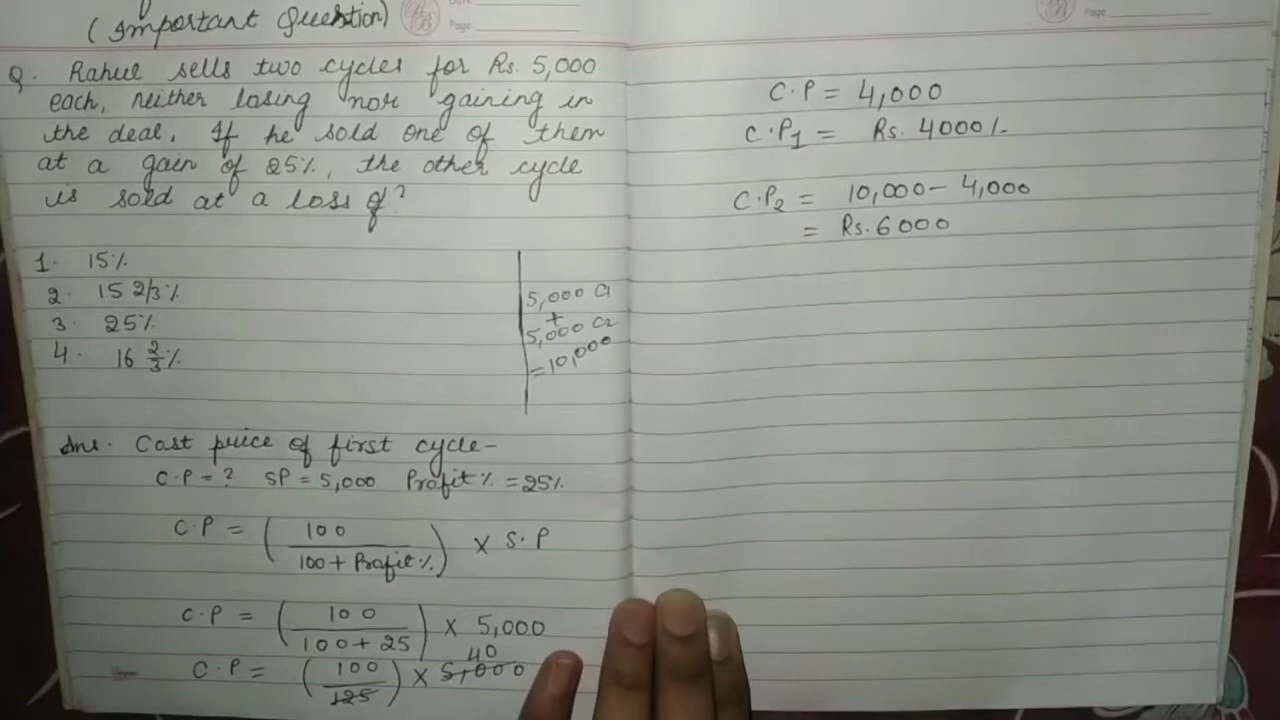 (Important Question)
Page
Q. Rahul sells two cycles for Rs. 5,000
each, neither losing nor gaining in
the deal. If he sold one of them
at a gain of 25%, the other cycle
is sold at a loss of?
1. 15%
2. 15 2/3%
3. 25%
4. 16 2/3 %
5,000 C1
+
5,000 C2
= 10,000
Ans. Cost price of first cycle-
C.P = ? SP = 5,000 Profit % = 25%
C.P = ( 100 / 100 + Profit % ) × S.P
C.P = ( 100 / 100 + 25 ) × 5,000
40
C.P = ( 100 / 125 ) × 5,000
Page
C.P = 4,000
C.P1 = Rs. 4000/-
C.P2 = 10,000 - 4,000
= Rs. 6000